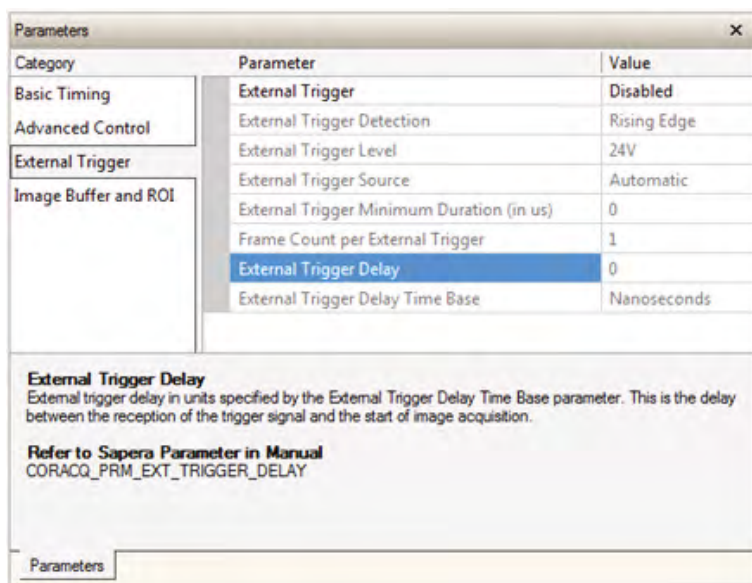 Parameters
Category Parameter Value
Basic Timing
Advanced Control
External Trigger
Image Buffer and ROI
External Trigger Disabled
External Trigger Detection Rising Edge
External Trigger Level 24V
External Trigger Source Automatic
External Trigger Minimum Duration (in us) 0
Frame Count per External Trigger 1
External Trigger Delay 0
External Trigger Delay Time Base Nanoseconds
External Trigger Delay
External trigger delay in units specified by the External Trigger Delay Time Base parameter. This is the delay
between the reception of the trigger signal and the start of image acquisition.
Refer to Sapera Parameter in Manual
CORACQ_PRM_EXT_TRIGGER_DELAY
Parameters